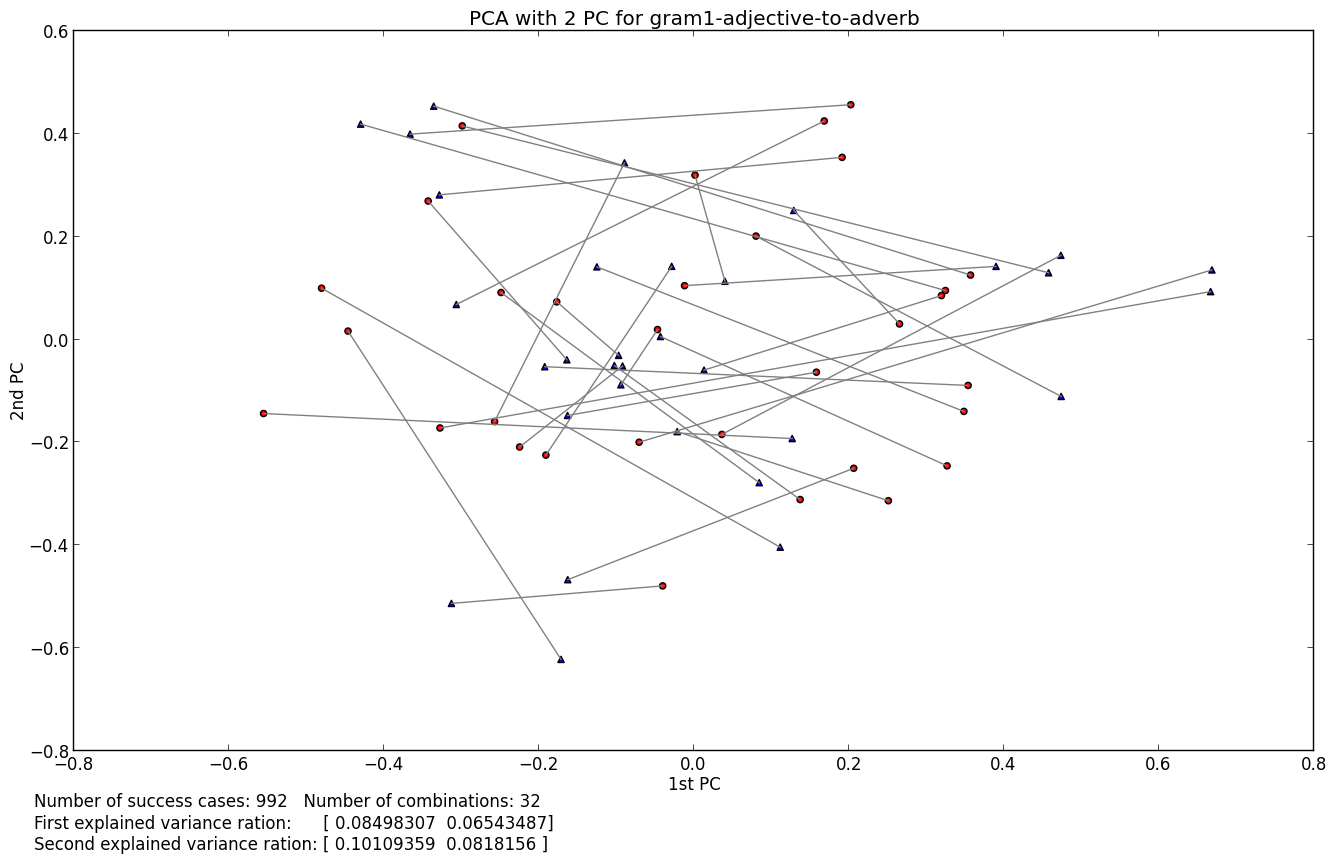 PCA with 2 PC for gram1-adjective-to-adverb
0.6
0.4
0.2
0.0
−0.2
−0.4
−0.6
−0.8
2nd PC
−0.8 −0.6 −0.4 −0.2 0.0 0.2 0.4 0.6 0.8
1st PC
Number of success cases: 992 Number of combinations: 32
First explained variance ration: [ 0.08498307 0.06543487]
Second explained variance ration: [ 0.10109359 0.0818156 ]